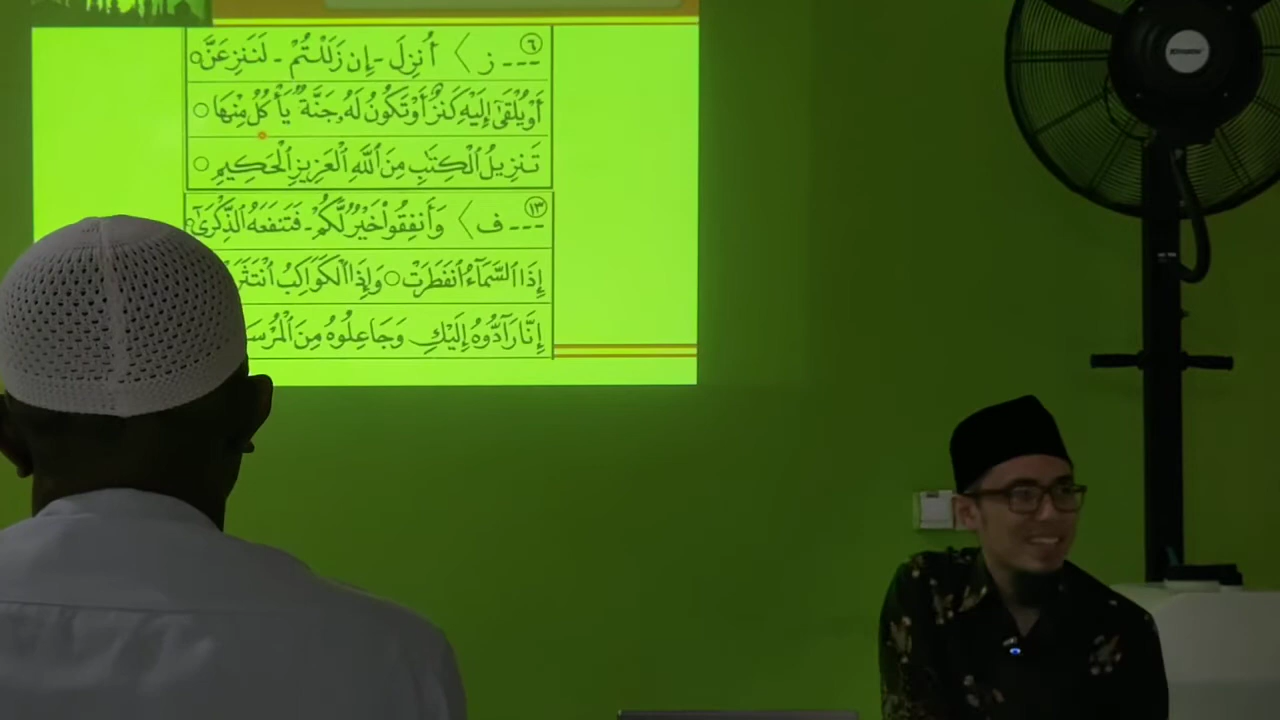 ٦ --- ز 〉 أُنزِلَ - إِن زَلَلْتُمْ - لَنَنزِعَنَّ ○
أَوْيُلْقَىٰٓ إِلَيْهِ كَنزٌ أَوْتَكُونُ لَهُۥ جَنَّةٌ يَأْكُلُ مِنْهَا ○
تَنزِيلُ ٱلْكِتَٰبِ مِنَ ٱللَّهِ ٱلْعَزِيزِ ٱلْحَكِيمِ ○
١٣ --- ف 〉 وَأَنفِقُوا۟ خَيْرٌ لَّكُمْ - فَتَنفَعَهُ ٱلذِّكْرَىٰٓ ○
إِذَا ٱلسَّمَآءُ ٱنفَطَرَتْ ○ وَإِذَا ٱلْكَوَاكِبُ
إِنَّا رَآدُّوهُ إِلَيْكِ وَجَاعِلُوهُ مِنَ